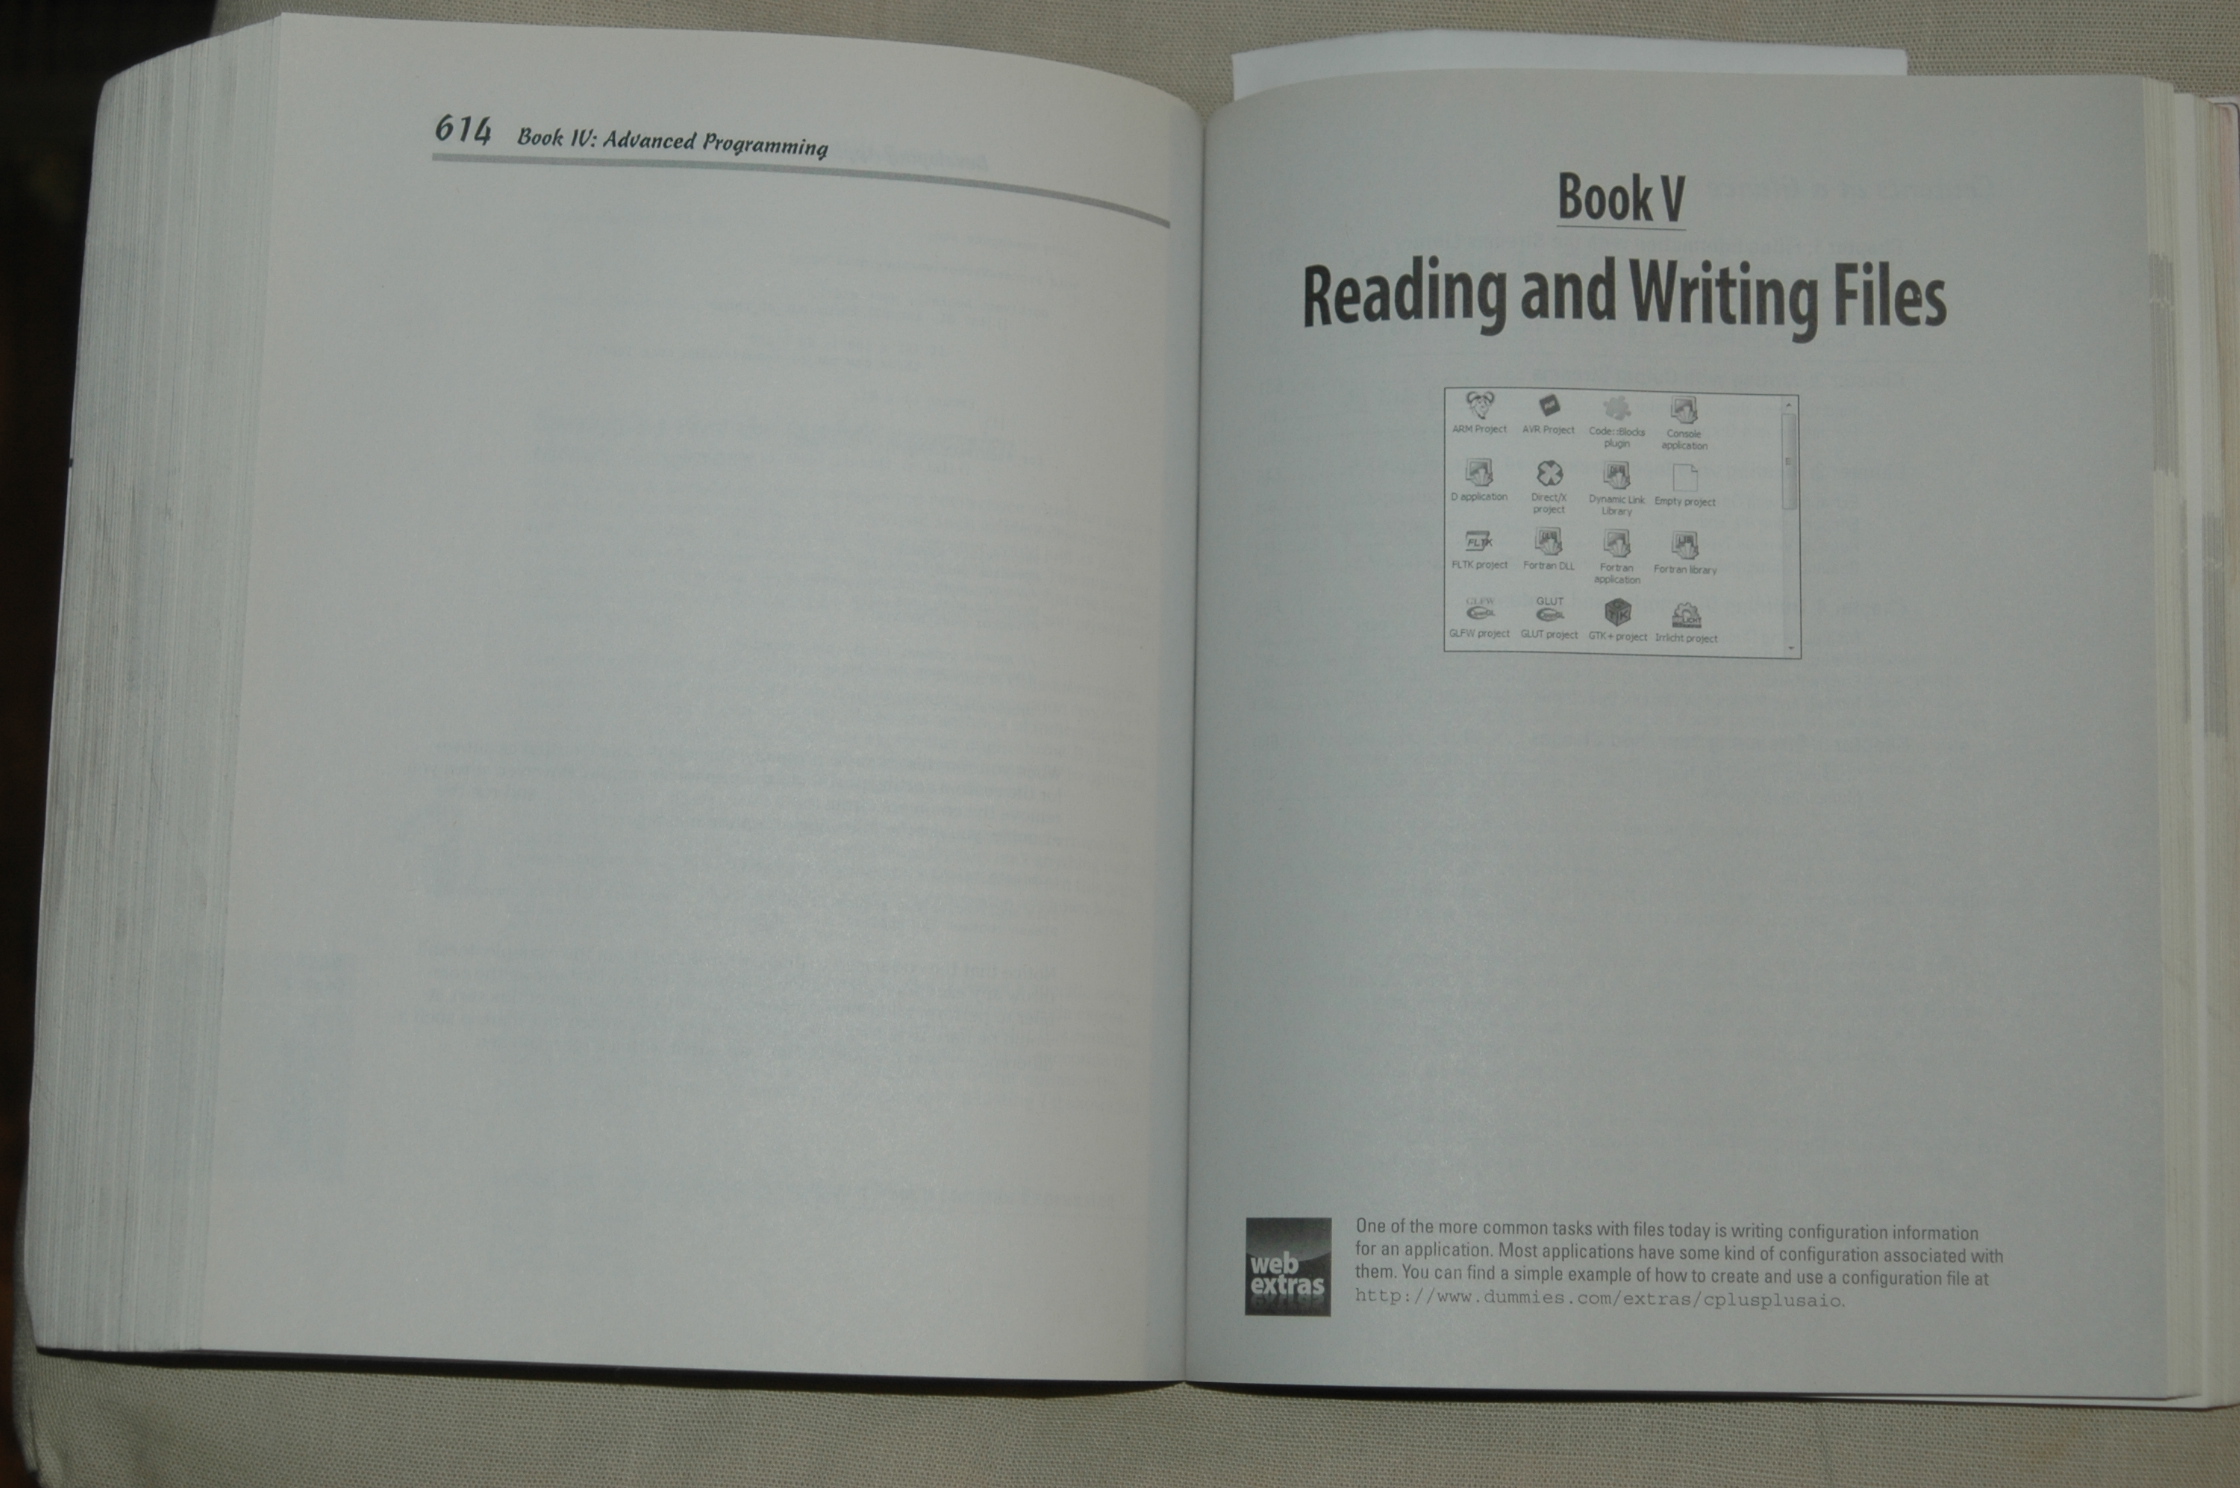 614 Book IV: Advanced Programming
Book V
Reading and Writing Files
ARM Project
AVR Project
Code::Blocks
plugin
Console
application
D application
Direct/X
project
Dynamic Link
Library
Empty project
FLTK
FLTK project
Fortran DLL
Fortran
application
Fortran library
GLFW
GLFW project
GLUT
GLUT project
GTK+ project
Irrlicht project
web
extras
One of the more common tasks with files today is writing configuration information
for an application. Most applications have some kind of configuration associated with
them. You can find a simple example of how to create and use a configuration file at
http://www.dummies.com/extras/cplusplusaio.